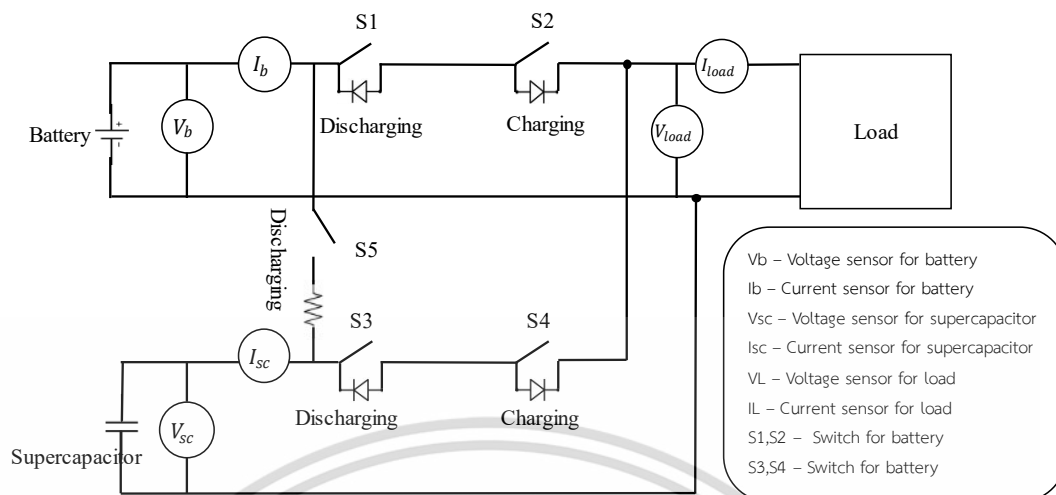 S1
S2
I_b
I_load
V_b
Battery
+
-
Discharging
Charging
V_load
Load
Discharging
S5
S3
S4
I_sc
V_sc
Discharging
Charging
Supercapacitor
Vb – Voltage sensor for battery
Ib – Current sensor for battery
Vsc – Voltage sensor for supercapacitor
Isc – Current sensor for supercapacitor
VL – Voltage sensor for load
IL – Current sensor for load
S1,S2 – Switch for battery
S3,S4 – Switch for battery